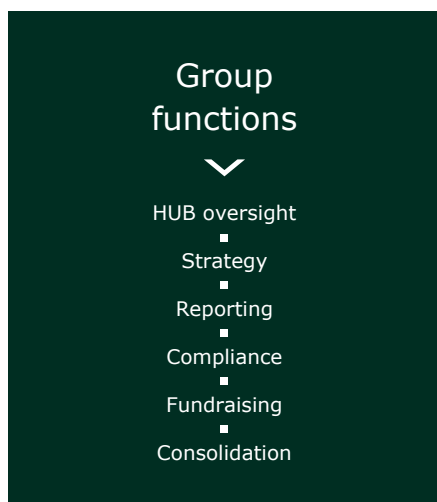 Group
functions
HUB oversight
Strategy
Reporting
Compliance
Fundraising
Consolidation